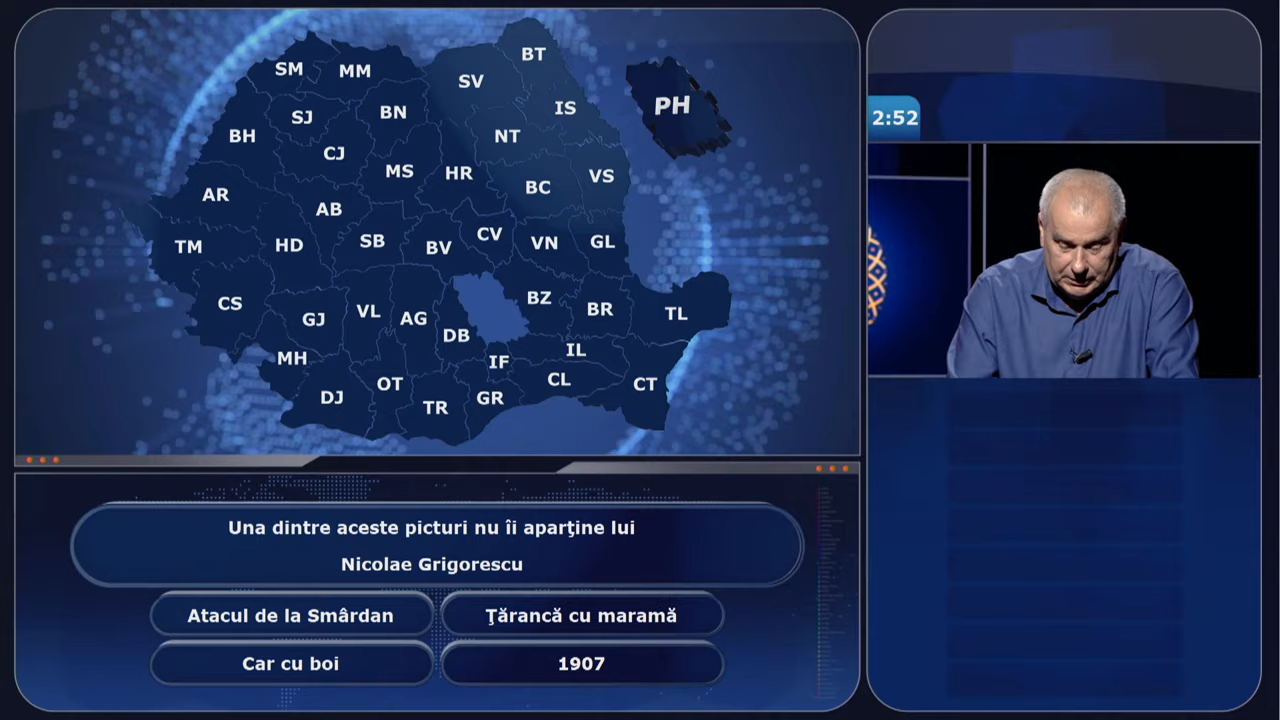 BT
SM
MM
SV
PH
IS
BN
SJ
BH
NT
CJ
MS
HR
VS
BC
AR
AB
2:52
CV
SB
TM
HD
BV
VN
GL
BZ
CS
VL
BR
TL
GJ
AG
DB
IL
MH
IF
CL
OT
CT
DJ
GR
TR
Una dintre aceste picturi nu îi aparţine lui
Nicolae Grigorescu
Atacul de la Smârdan
Ţărancă cu maramă
Car cu boi
1907